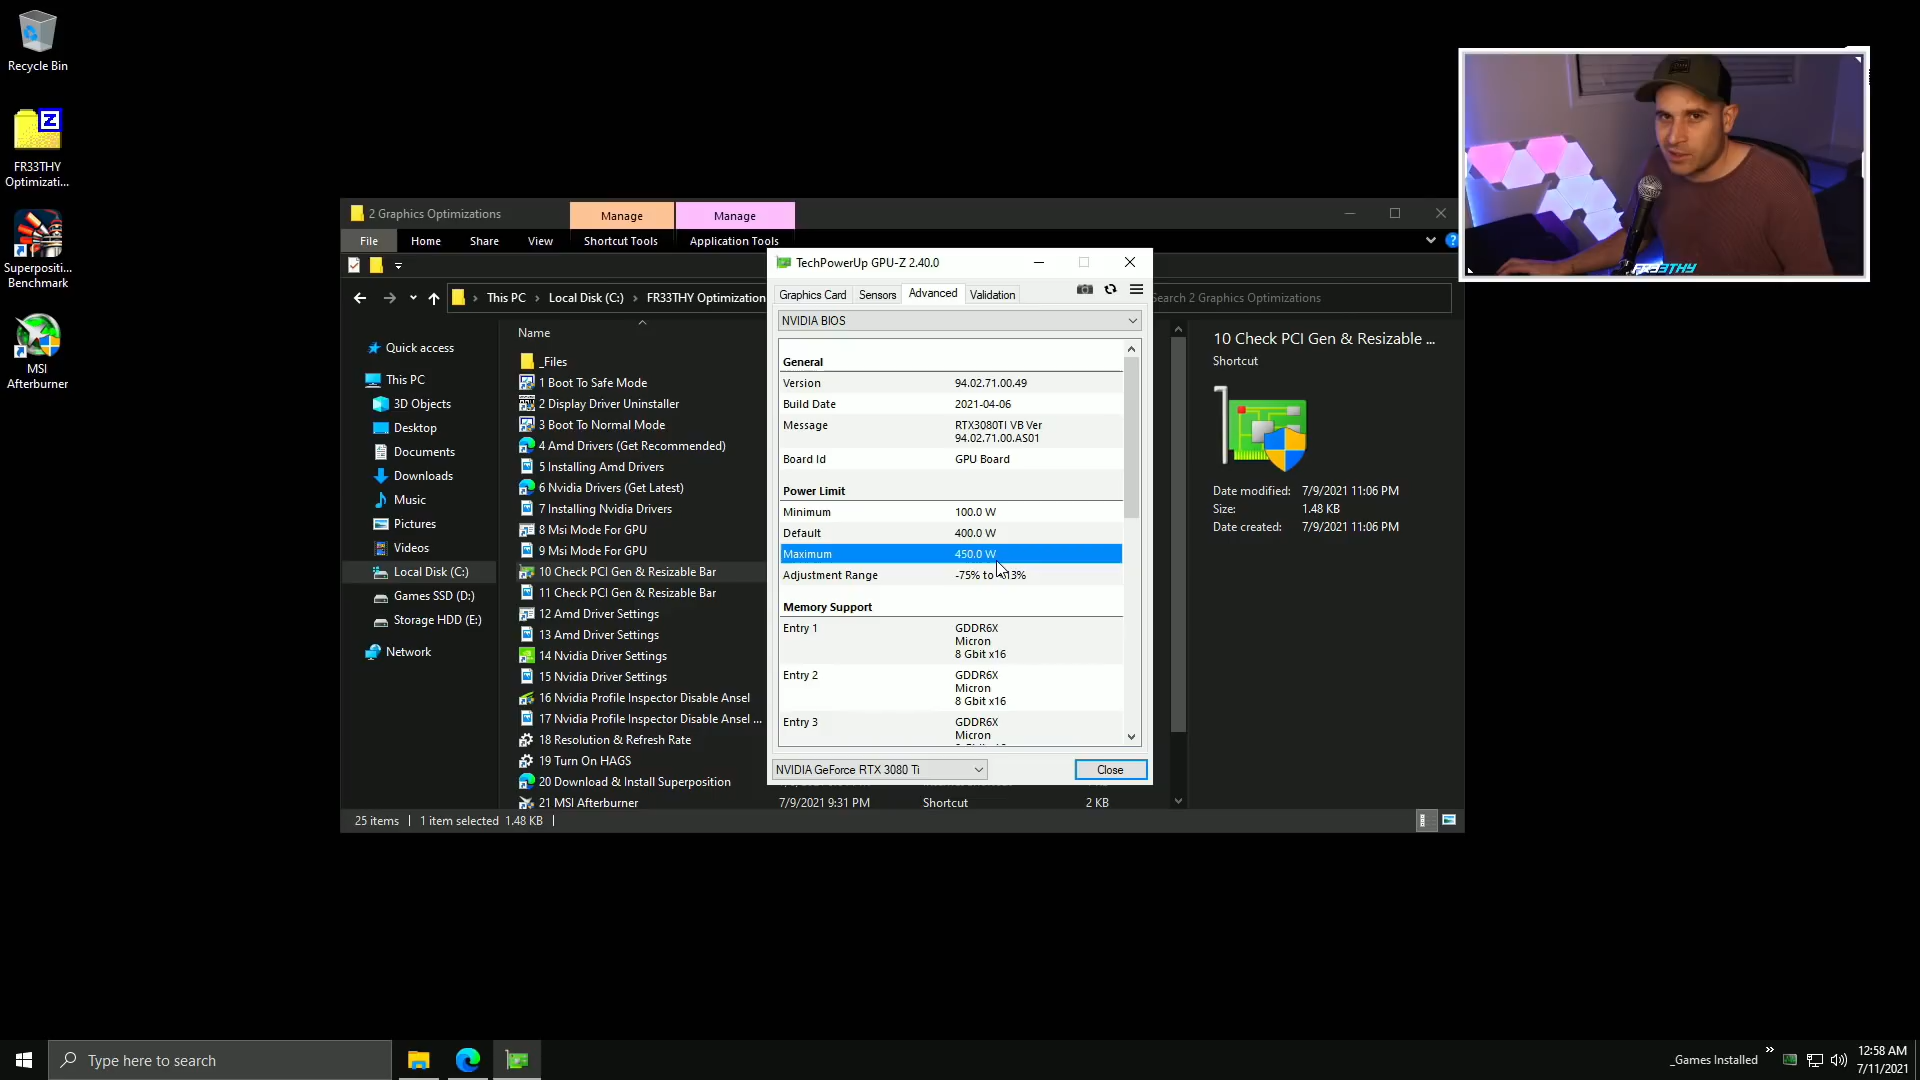 Recycle Bin
FR33THY
Optimizati...
Superpositi...
Benchmark
MSI
Afterburner
2 Graphics Optimizations
Manage
Manage
File
Home
Share
View
Shortcut Tools
Application Tools
This PC
Local Disk (C:)
FR33THY Optimization
Search 2 Graphics Optimizations
Quick access
This PC
3D Objects
Desktop
Documents
Downloads
Music
Pictures
Videos
Local Disk (C:)
Games SSD (D:)
Storage HDD (E:)
Network
Name
_Files
1 Boot To Safe Mode
2 Display Driver Uninstaller
3 Boot To Normal Mode
4 Amd Drivers (Get Recommended)
5 Installing Amd Drivers
6 Nvidia Drivers (Get Latest)
7 Installing Nvidia Drivers
8 Msi Mode For GPU
9 Msi Mode For GPU
10 Check PCI Gen & Resizable Bar
11 Check PCI Gen & Resizable Bar
12 Amd Driver Settings
13 Amd Driver Settings
14 Nvidia Driver Settings
15 Nvidia Driver Settings
16 Nvidia Profile Inspector Disable Ansel
17 Nvidia Profile Inspector Disable Ansel ...
18 Resolution & Refresh Rate
19 Turn On HAGS
20 Download & Install Superposition
21 MSI Afterburner 7/9/2021 9:31 PM Shortcut 2 KB
25 items
1 item selected 1.48 KB
TechPowerUp GPU-Z 2.40.0
Graphics Card
Sensors
Advanced
Validation
NVIDIA BIOS
General
Version 94.02.71.00.49
Build Date 2021-04-06
Message RTX3080TI VB Ver
94.02.71.00.AS01
Board Id GPU Board
Power Limit
Minimum 100.0 W
Default 400.0 W
Maximum 450.0 W
Adjustment Range -75% to 13%
Memory Support
Entry 1 GDDR6X
Micron
8 Gbit x16
Entry 2 GDDR6X
Micron
8 Gbit x16
Entry 3 GDDR6X
Micron
NVIDIA GeForce RTX 3080 Ti
Close
10 Check PCI Gen & Resizable ...
Shortcut
Date modified: 7/9/2021 11:06 PM
Size: 1.48 KB
Date created: 7/9/2021 11:06 PM
FR33THY
Type here to search
_Games Installed
12:58 AM
7/11/2021